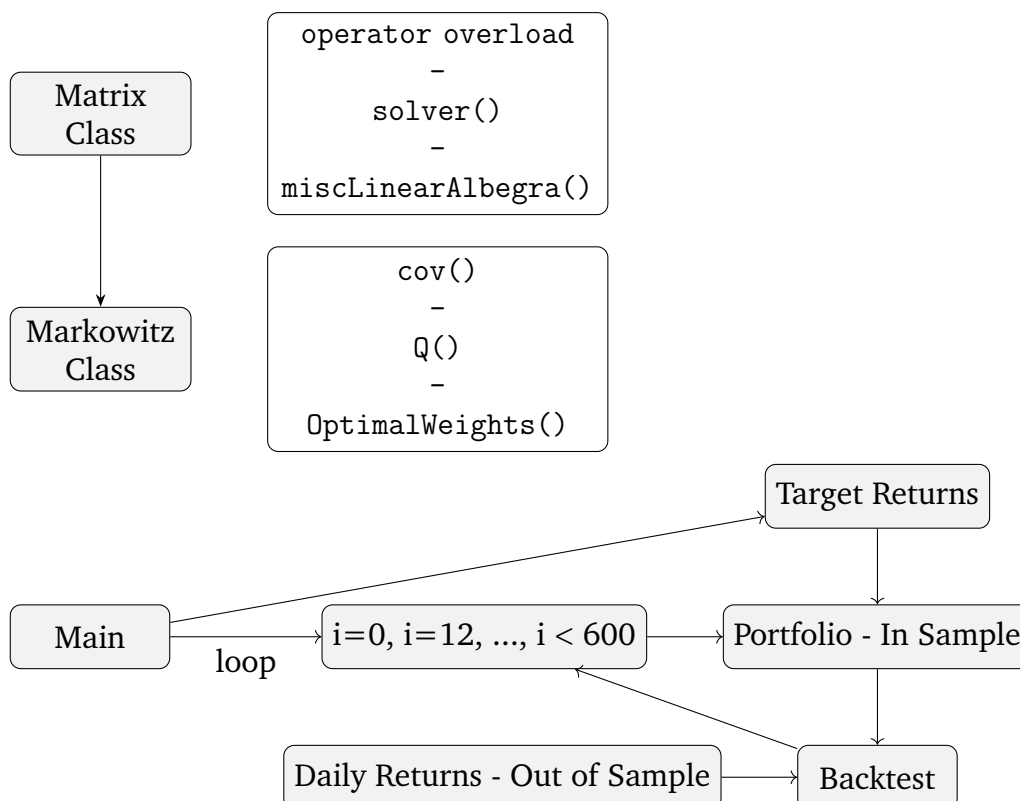 operator overload
–
Matrix
Class
solver()
–
miscLinearAlbegra()
cov()
–
Markowitz
Class
Q()
–
OptimalWeights()
Target Returns
Main
loop
i=0, i=12, ..., i < 600
Portfolio - In Sample
Daily Returns - Out of Sample
Backtest